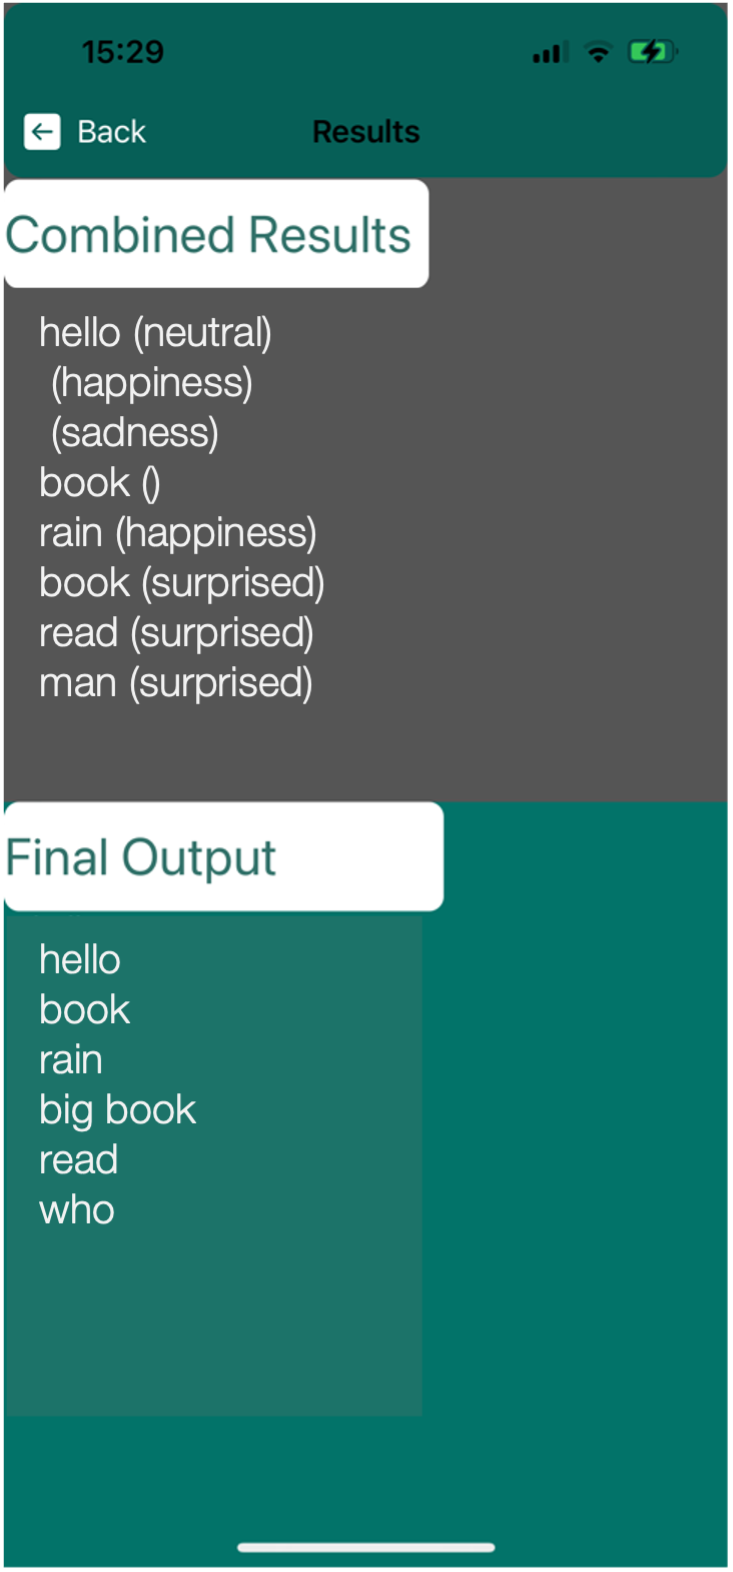 15:29
Back Results
Combined Results
hello (neutral)
(happiness)
(sadness)
book ()
rain (happiness)
book (surprised)
read (surprised)
man (surprised)
Final Output
hello
book
rain
big book
read
who